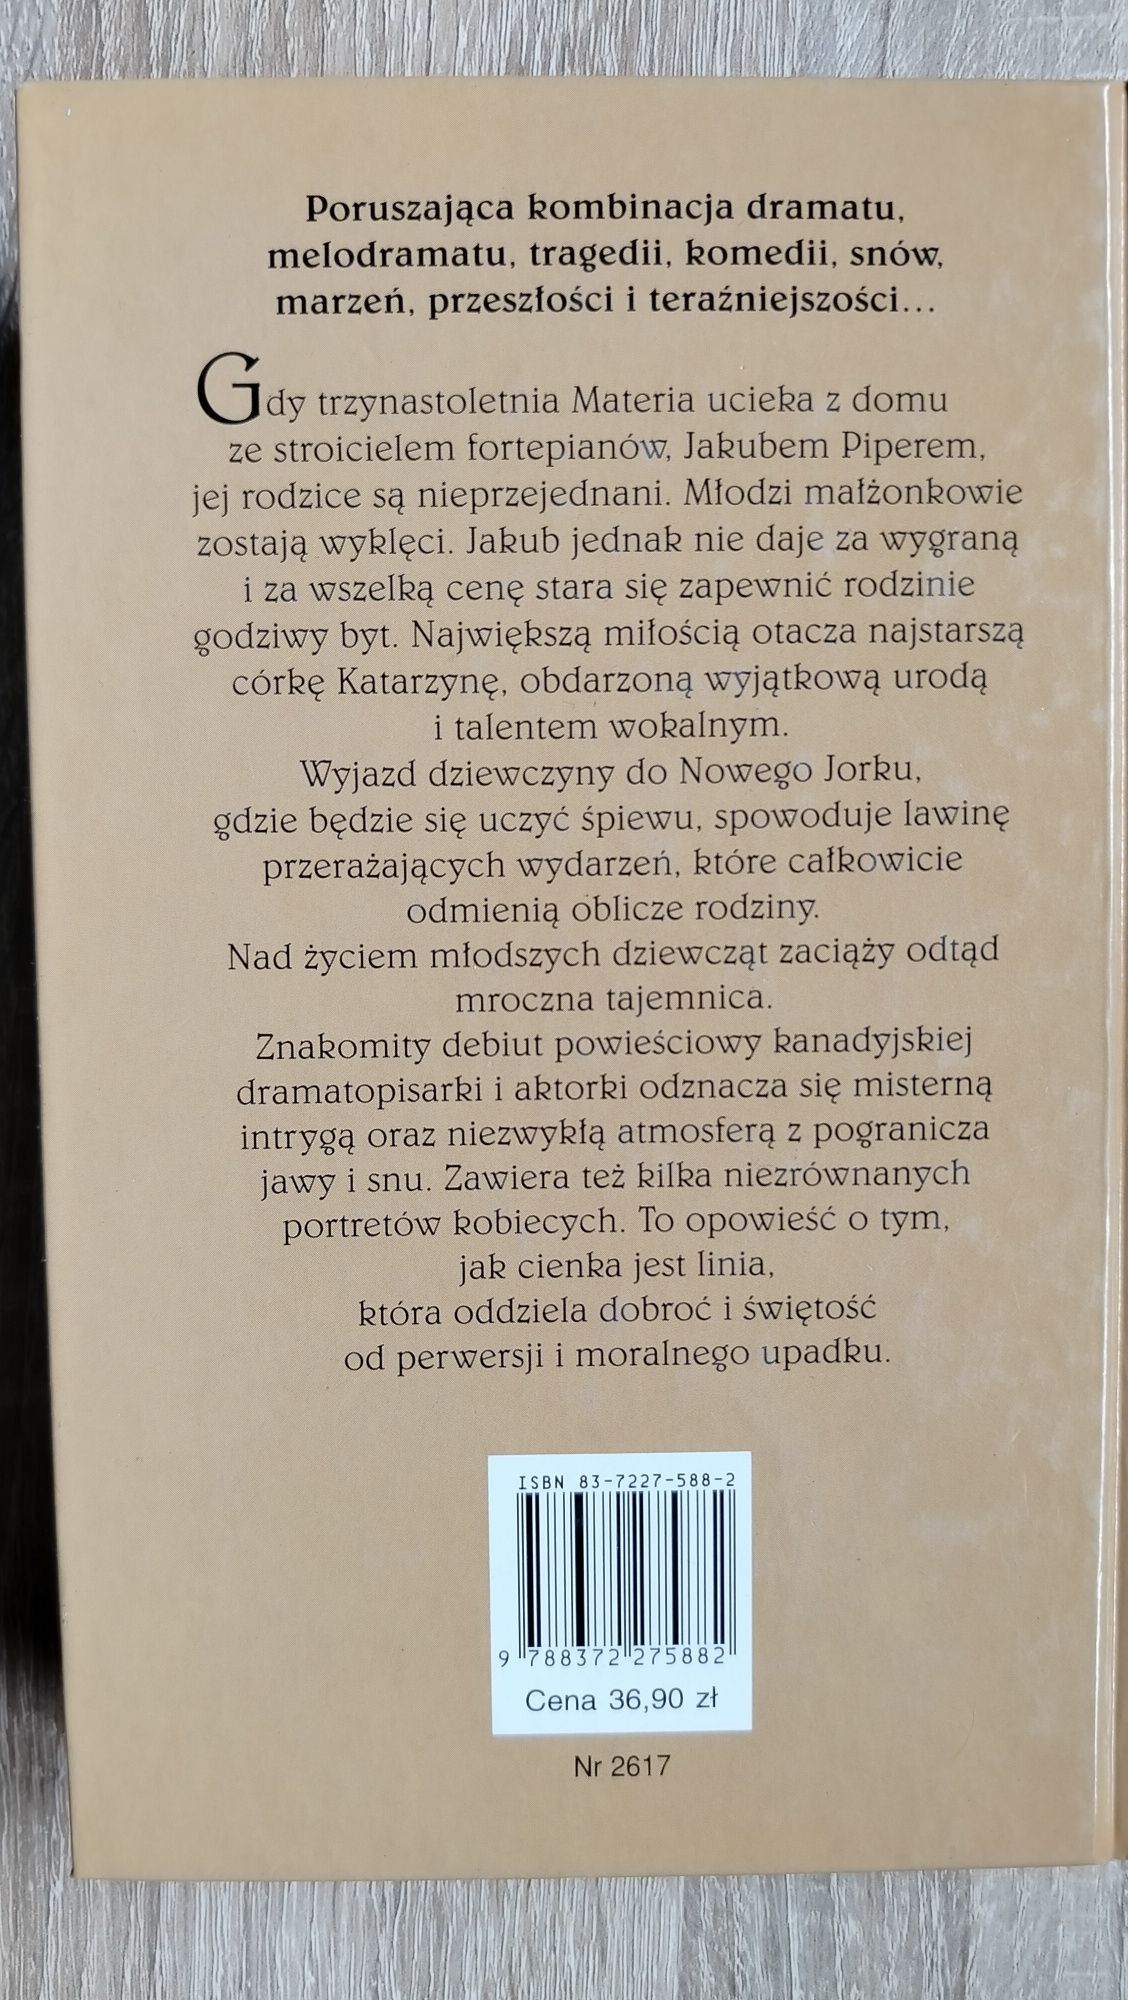 Poruszająca kombinacja dramatu,
melodramatu, tragedii, komedii, snów,
marzeń, przeszłości i teraźniejszości...
Gdy trzynastoletnia Materia ucieka z domu
ze stroicielem fortepianów, Jakubem Piperem,
jej rodzice są nieprzejednani. Młodzi małżonkowie
zostają wyklęci. Jakub jednak nie daje za wygraną
i za wszelką cenę stara się zapewnić rodzinie
godziwy byt. Największą miłością otacza najstarszą
córkę Katarzynę, obdarzoną wyjątkową urodą
i talentem wokalnym.
Wyjazd dziewczyny do Nowego Jorku,
gdzie będzie się uczyć śpiewu, spowoduje lawinę
przerażających wydarzeń, które całkowicie
odmienią oblicze rodziny.
Nad życiem młodszych dziewcząt zaciąży odtąd
mroczna tajemnica.
Znakomity debiut powieściowy kanadyjskiej
dramatopisarki i aktorki odznacza się misterną
intrygą oraz niezwykłą atmosferą z pogranicza
jawy i snu. Zawiera też kilka niezrównanych
portretów kobiecych. To opowieść o tym,
jak cienka jest linia,
która oddziela dobroć i świętość
od perwersji i moralnego upadku.
ISBN 83-7227-588-2
9 788372 275882
Cena 36,90 zł
Nr 2617